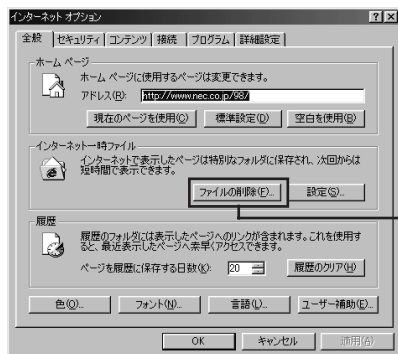 インターネット オプション
全般 セキュリティ コンテンツ 接続 プログラム 詳細設定
ホーム ページ
ホーム ページに使用するページは変更できます。
アドレス(R): http://www.nec.co.jp/98/
現在のページを使用(C) 標準設定(D) 空白を使用(B)
インターネット一時ファイル
インターネットで表示したページは特別なフォルダに保存され、次回からは
短時間で表示できます。
ファイルの削除(F)... 設定(S)...
履歴
履歴のフォルダには表示したページへのリンクが含まれます。これを使用す
ると、最近表示したページへ素早くアクセスできます。
ページを履歴に保存する日数(K): 20 履歴のクリア(H)
色(O)... フォント(N)... 言語(L)... ユーザー補助(E)...
OK キャンセル 適用(A)